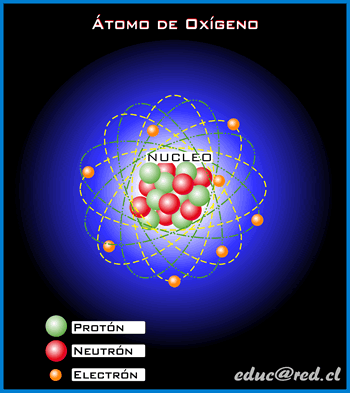 Átomo de Oxígeno
NUCLEO
Protón
Neutrón
Electrón
educ@red.cl